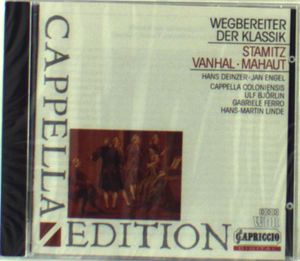 CAPPELLA
EDITION
WEGBEREITER
DER KLASSIK
STAMITZ
VANHAL · MAHAUT
HANS DEINZER · JAN ENGEL
CAPPELLA COLONIENSIS
ULF BJÖRLIN
GABRIELE FERRO
HANS-MARTIN LINDE
WDR
CAPRICCIO